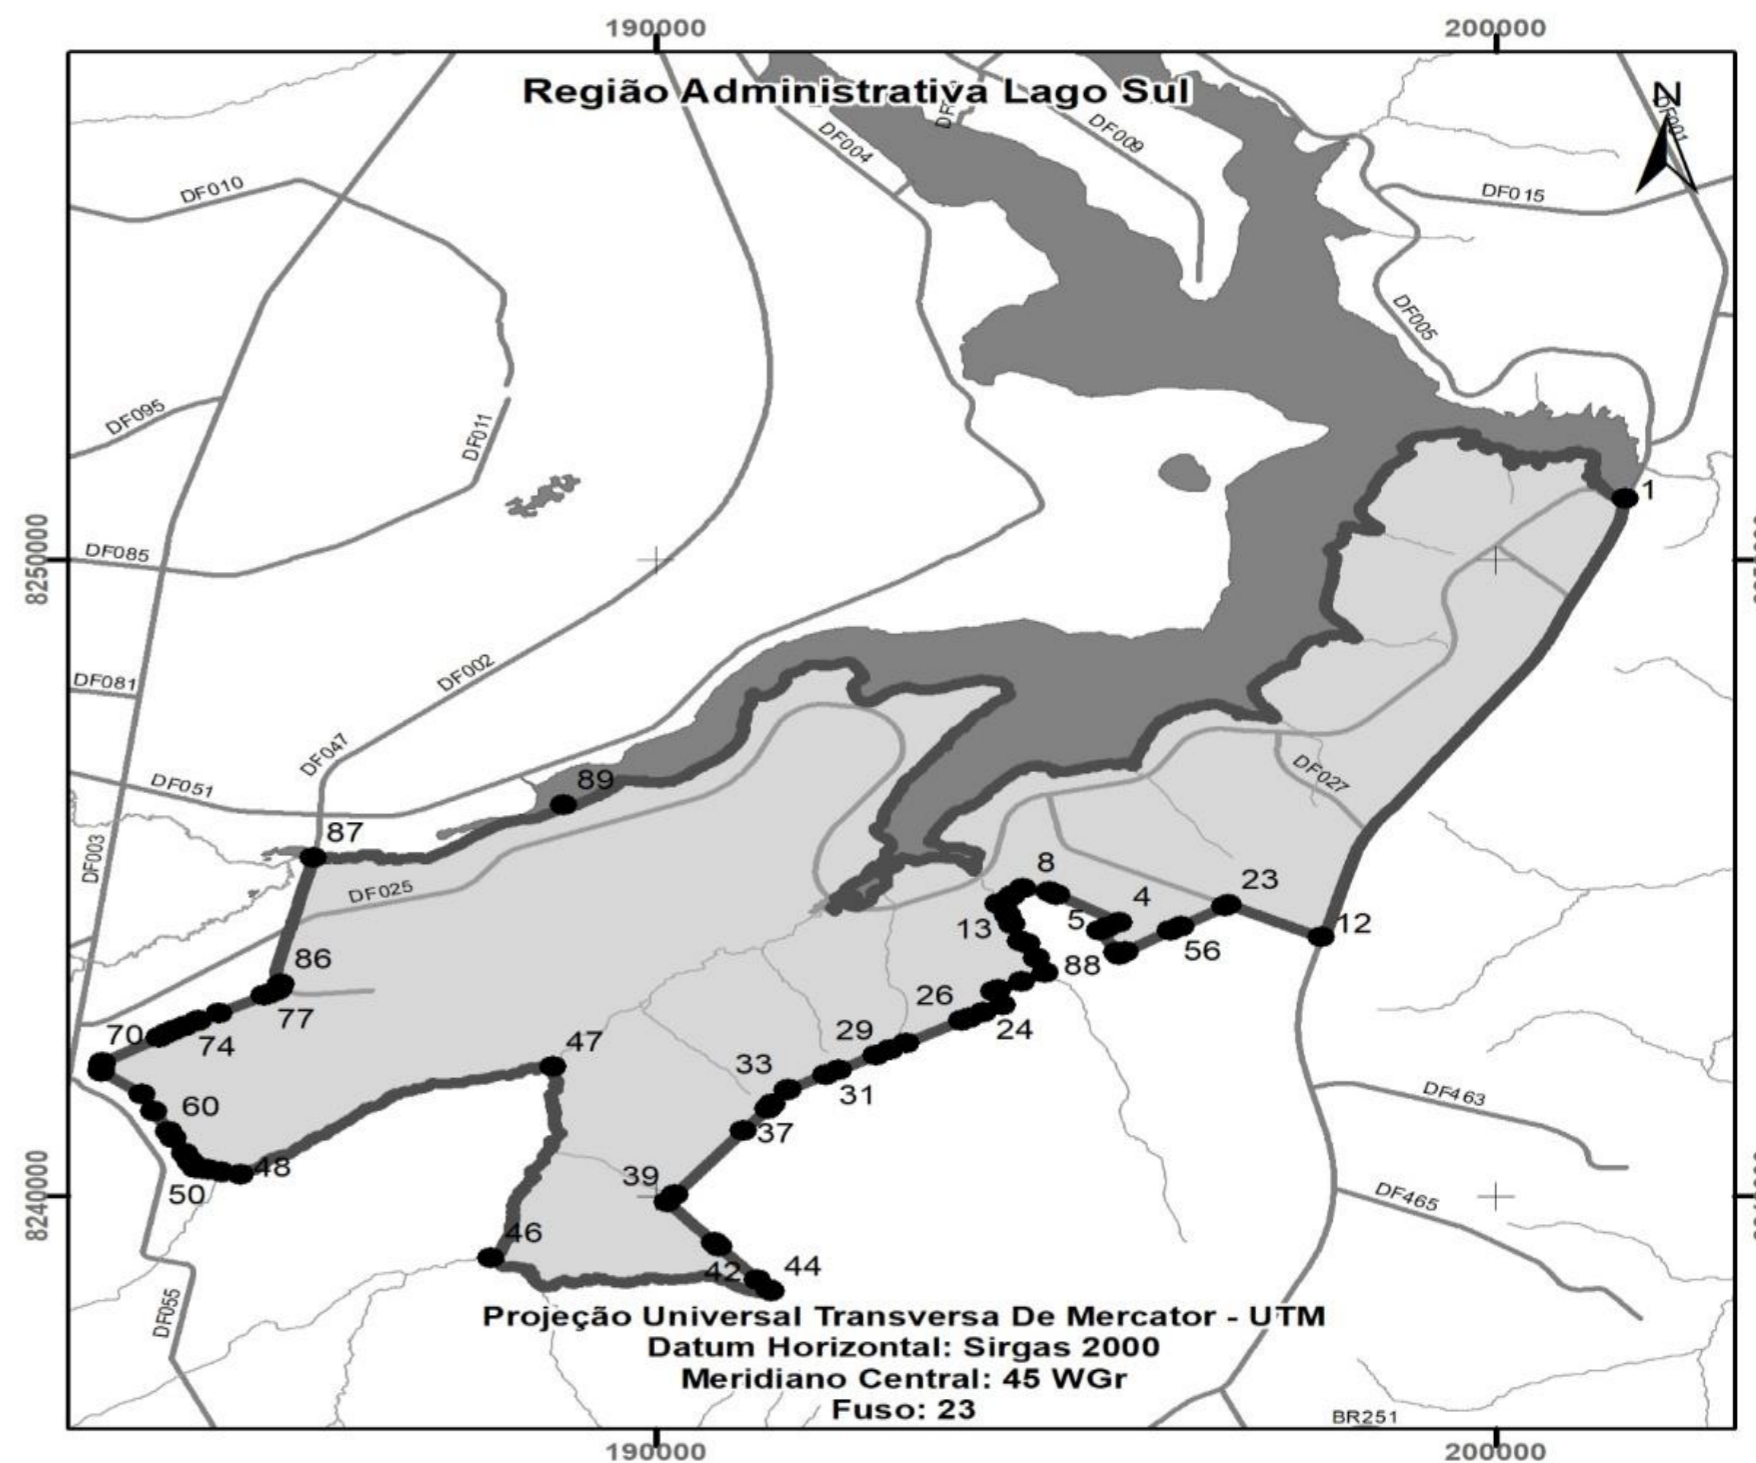 190000
200000
Região Administrativa Lago Sul
N
DF001
DF004
DF009
DF010
DF015
DF005
DF095
DF011
1
8250000
DF085
DF002
DF081
DF047
DF051
89
DF027
87
DF003
8
DF025
4
23
5
13
12
56
88
86
26
77
24
70
74
29
47
33
31
DF463
60
37
48
39
50
8240000
DF465
46
42
44
DF055
Projeção Universal Transversa De Mercator - UTM
Datum Horizontal: Sirgas 2000
Meridiano Central: 45 WGr
Fuso: 23
BR251
190000
200000